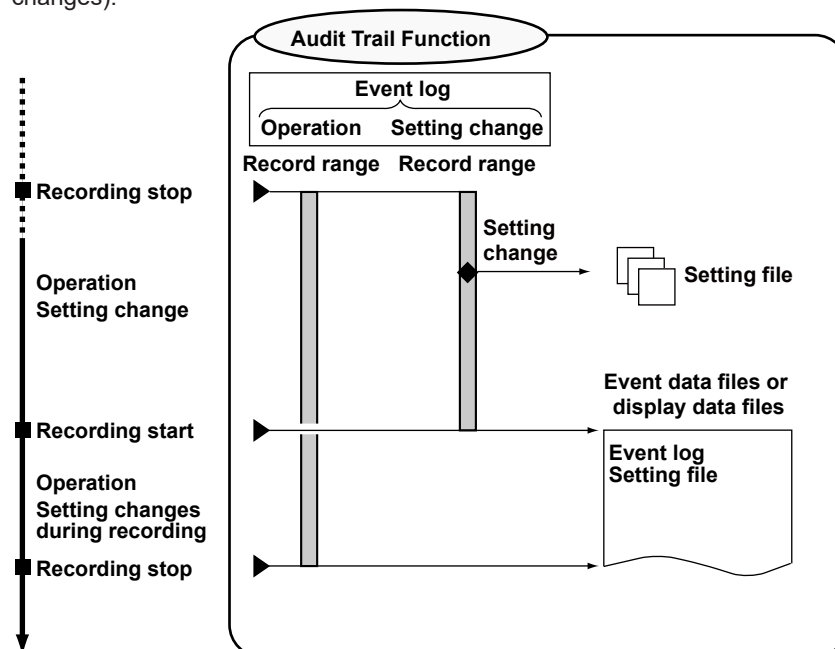 changes).
Audit Trail Function
Event log
Operation Setting change
Record range Record range
Recording stop
Setting
change
Setting file
Operation
Setting change
Event data files or
display data files
Recording start
Event log
Setting file
Operation
Setting changes
during recording
Recording stop